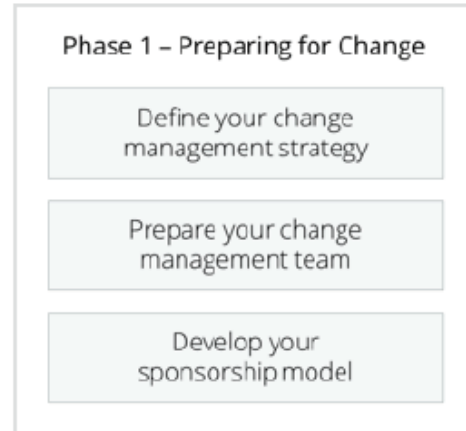 Phase 1 – Preparing for Change
Define your change
management strategy
Prepare your change
management team
Develop your
sponsorship model